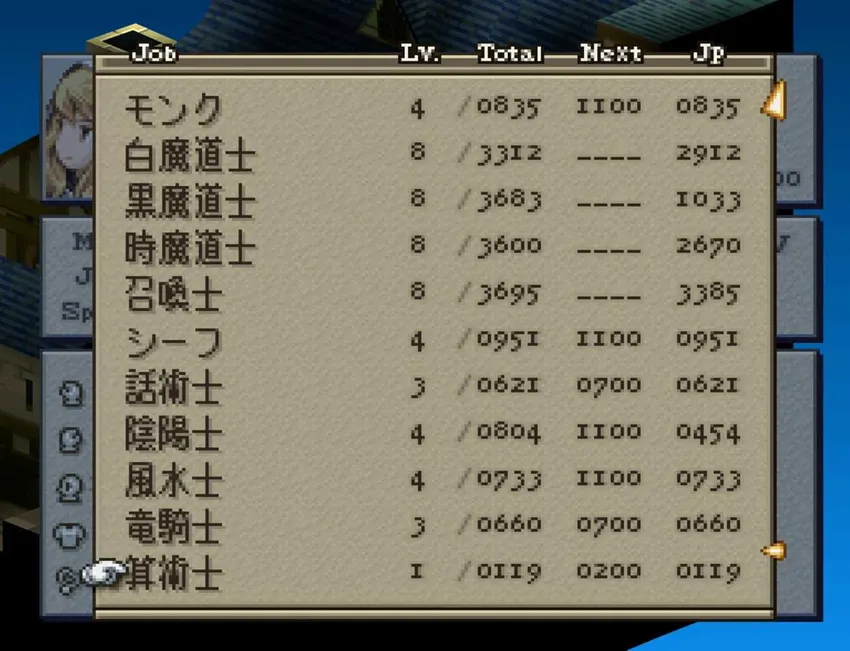 Job Lv. Total Next Jp
モンク 4 /0835 1100 0835
白魔道士 8 /3312 ---- 2912
黒魔道士 8 /3683 ---- 1033
時魔道士 8 /3600 ---- 2670
召喚士 8 /3695 ---- 3385
シーフ 4 /0951 1100 0951
話術士 3 /0621 0700 0621
陰陽士 4 /0804 1100 0454
風水士 4 /0733 1100 0733
竜騎士 3 /0660 0700 0660
算術士 1 /0119 0200 0119